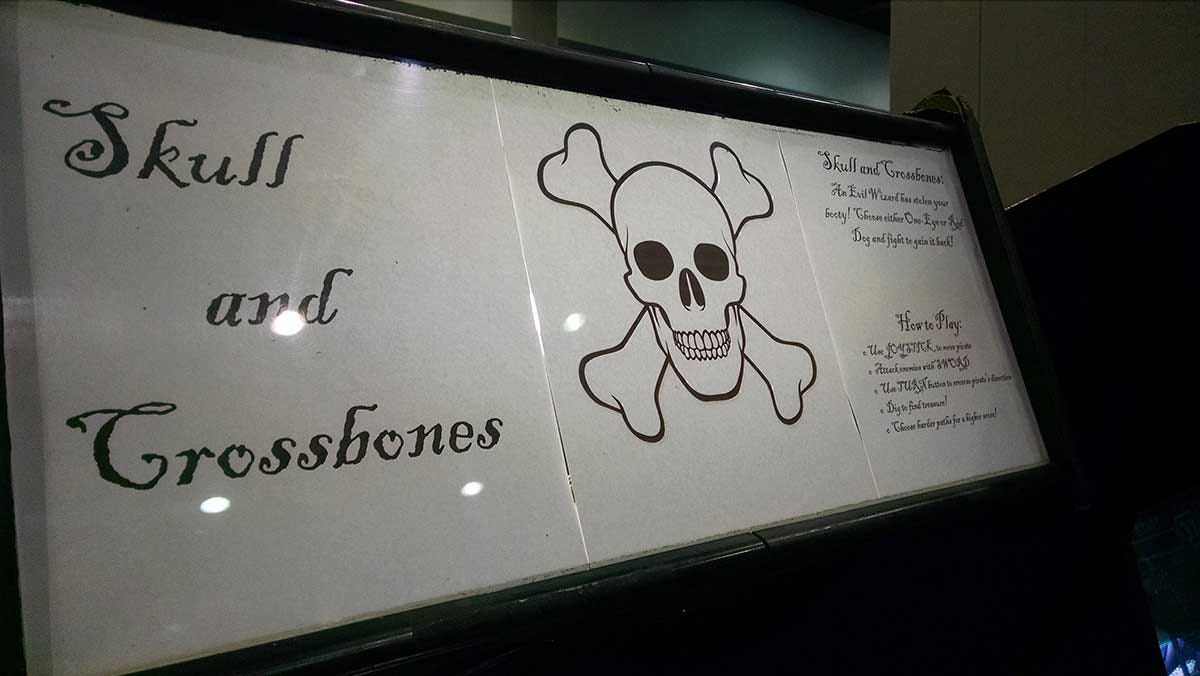 Skull
and
Crossbones
Skull and Crossbones:
An Evil Wizard has stolen your
booty! Choose either One-Eye or Red
Dog and fight to gain it back!
How to Play:
Use JOYSTICK to move pirate
Attack enemies with SWORD
Use TURN button to reverse pirate's direction
Dig to find treasure!
Choose harder paths for a higher score!